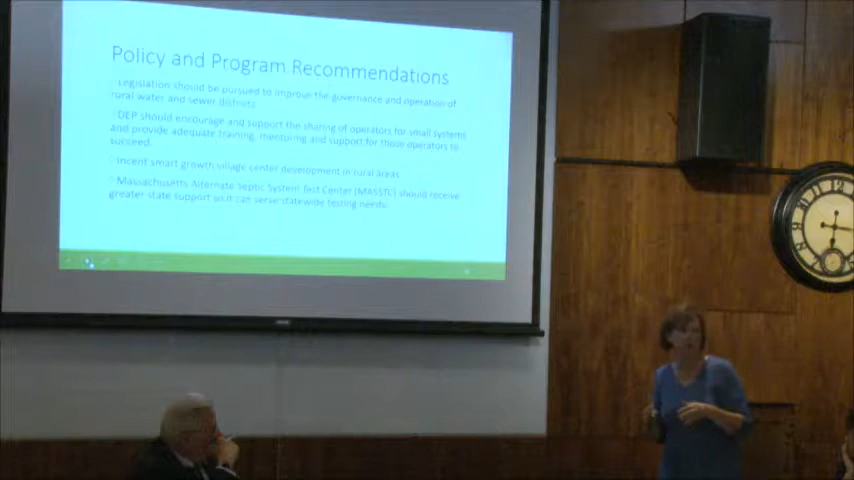 Policy and Program Recommendations
Legislation should be pursued to improve the governance and operation of
rural water and sewer districts.
DEP should encourage and support the sharing of operators for small systems
and provide adequate training, mentoring and support for those operators to
succeed.
Incent smart growth village center development in rural areas.
Massachusetts Alternate Septic System Test Center (MASSTC) should receive
greater state support so it can serve statewide testing needs.